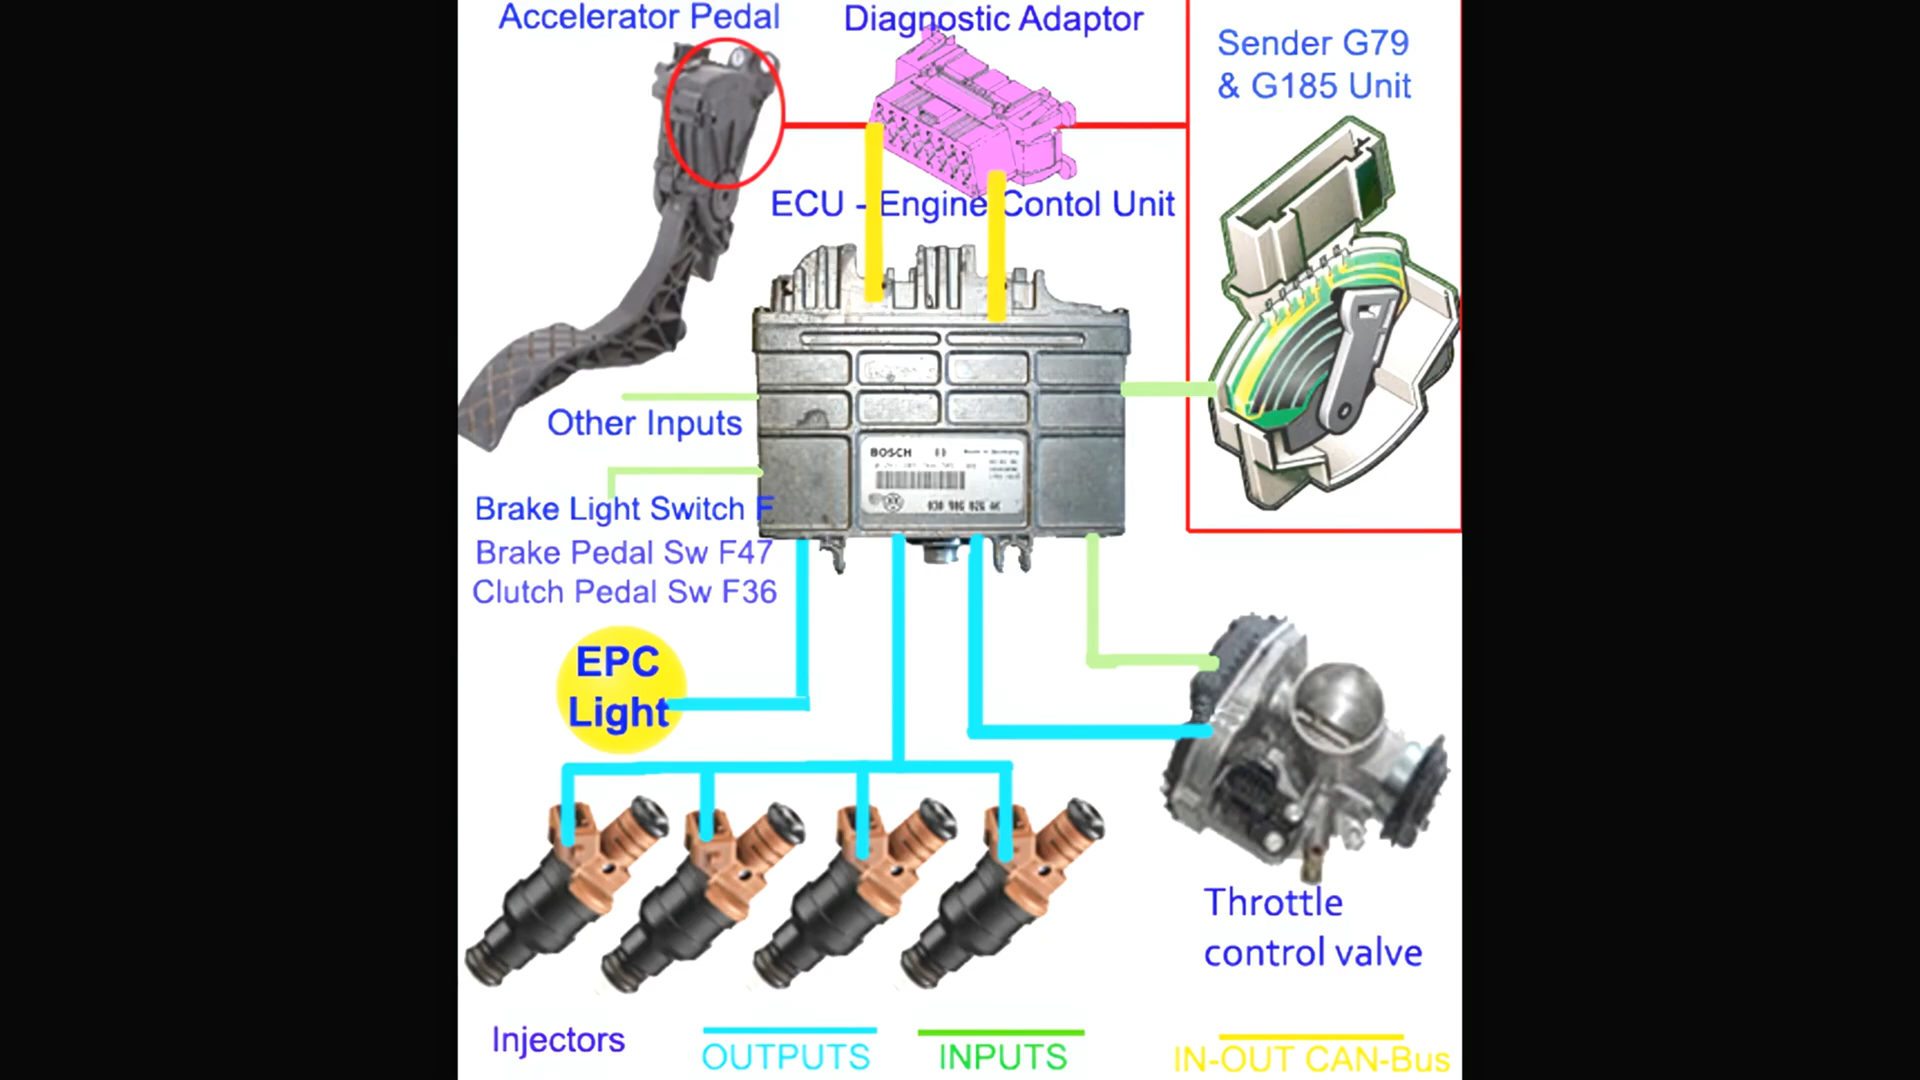 Accelerator Pedal
Diagnostic Adaptor
Sender G79
& G185 Unit
ECU - Engine Contol Unit
Other Inputs
BOSCH
Brake Light Switch F
Brake Pedal Sw F47
Clutch Pedal Sw F36
EPC
Light
Throttle
control valve
Injectors
OUTPUTS
INPUTS
IN-OUT CAN-Bus